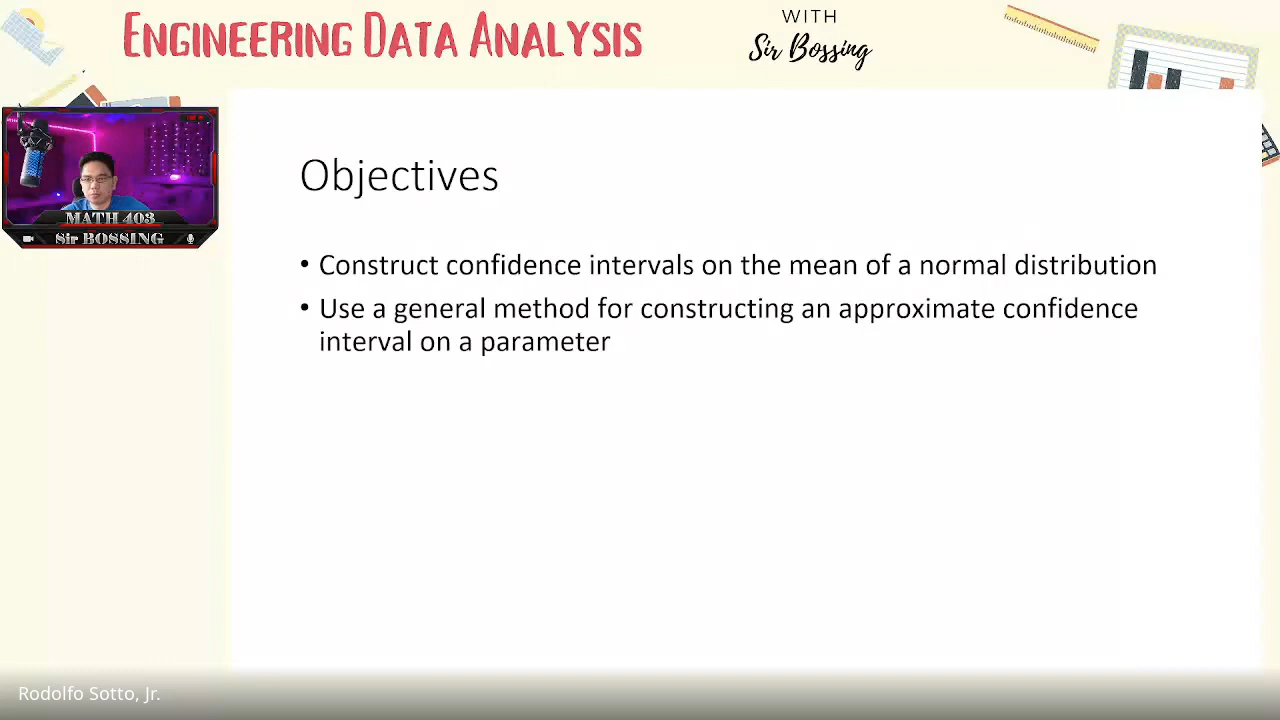 ENGINEERING DATA ANALYSIS
WITH
Sir Bossing
MATH 403
Sir BOSSING
Objectives
• Construct confidence intervals on the mean of a normal distribution
• Use a general method for constructing an approximate confidence
interval on a parameter
Rodolfo Sotto, Jr.